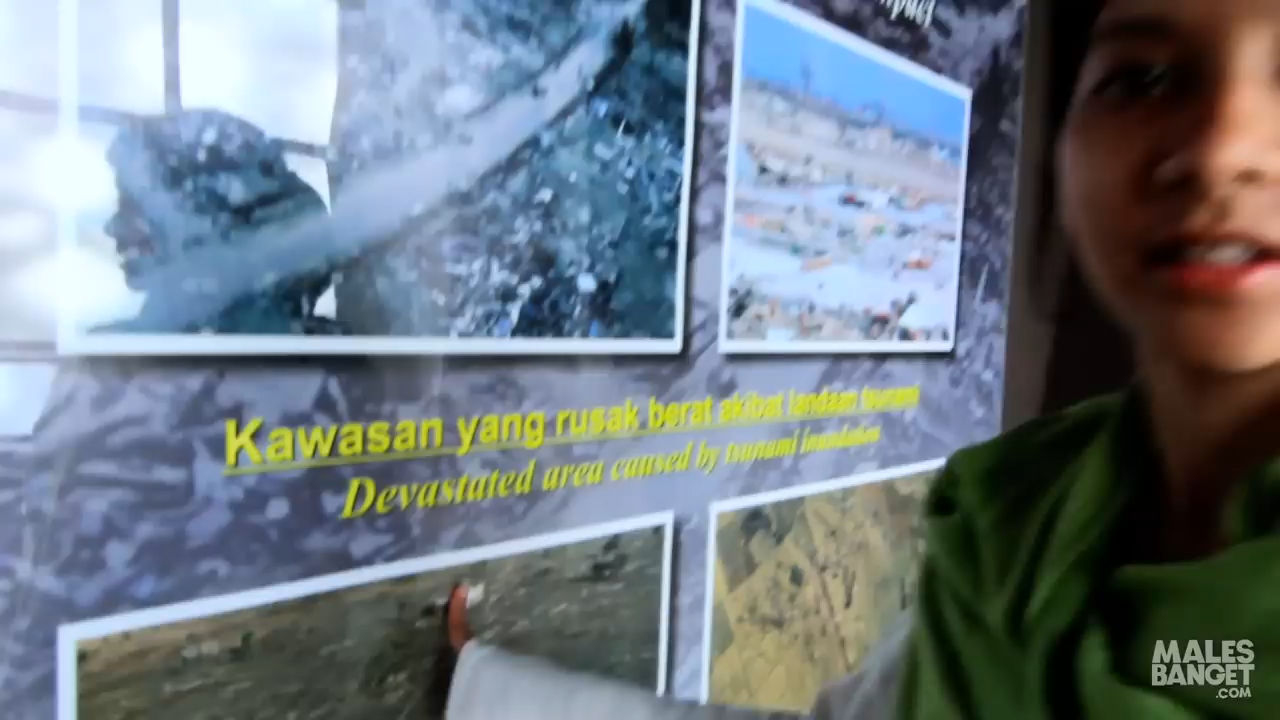 Kawasan yang rusak berat akibat landaan tsunami
Devastated area caused by tsunami inundation
MALES
BANGET
.COM